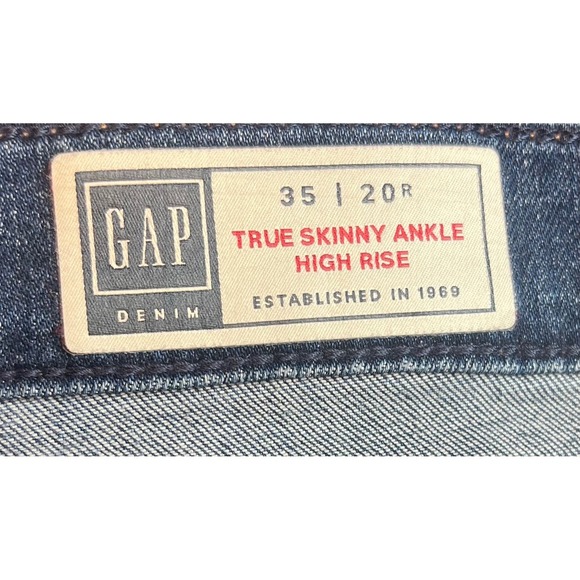 GAP
DENIM
35 | 20R
TRUE SKINNY ANKLE
HIGH RISE
ESTABLISHED IN 1969